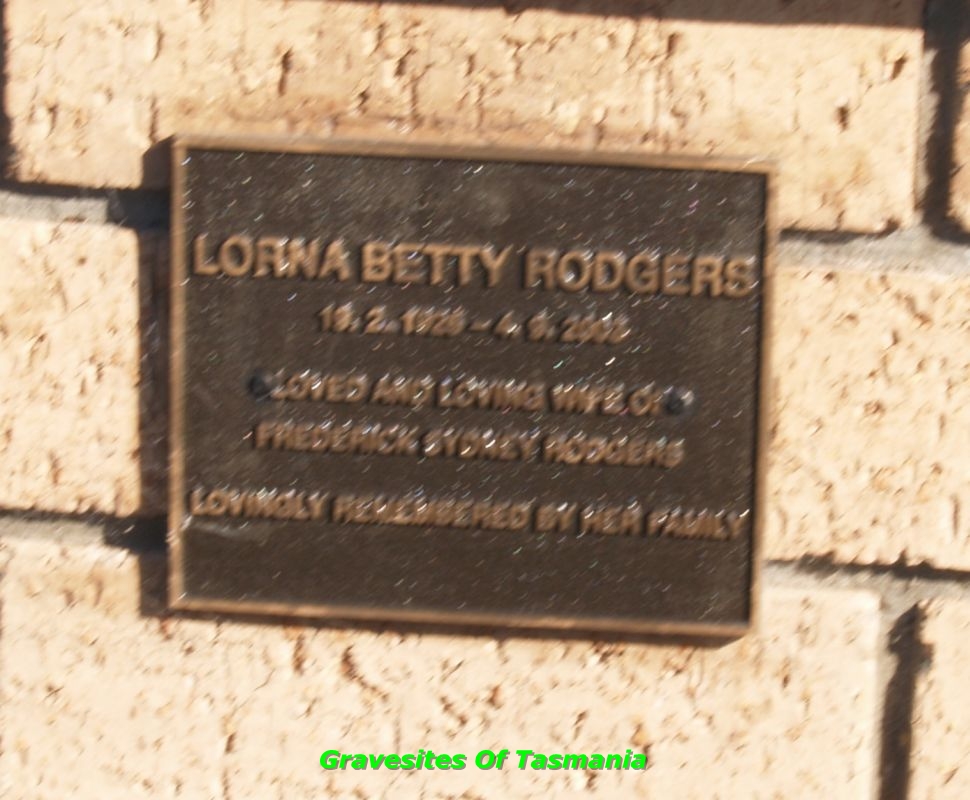 LORNA BETTY RODGERS
LOVED AND LOVING WIFE OF
FREDERICK SYDNEY RODGERS
LOVINGLY REMEMBERED BY HER FAMILY
Gravesites Of Tasmania